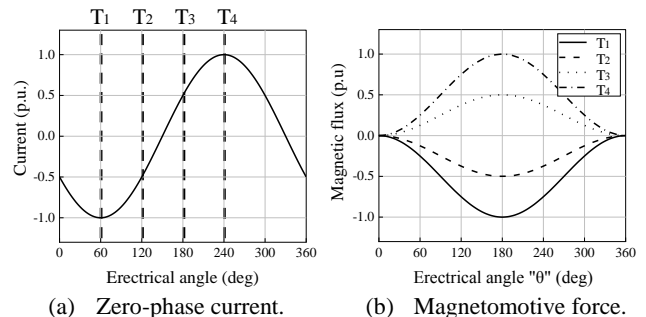 T1 T2 T3 T4
1.0
0.5
0.0
-0.5
-1.0
Current (p.u.)
0 60 120 180 240 300 360
Erectrical angle (deg)
(a) Zero-phase current.
1.0
0.5
0.0
-0.5
-1.0
Magnetic flux (p.u)
T1
T2
T3
T4
0 60 120 180 240 300 360
Erectrical angle "θ" (deg)
(b) Magnetomotive force.